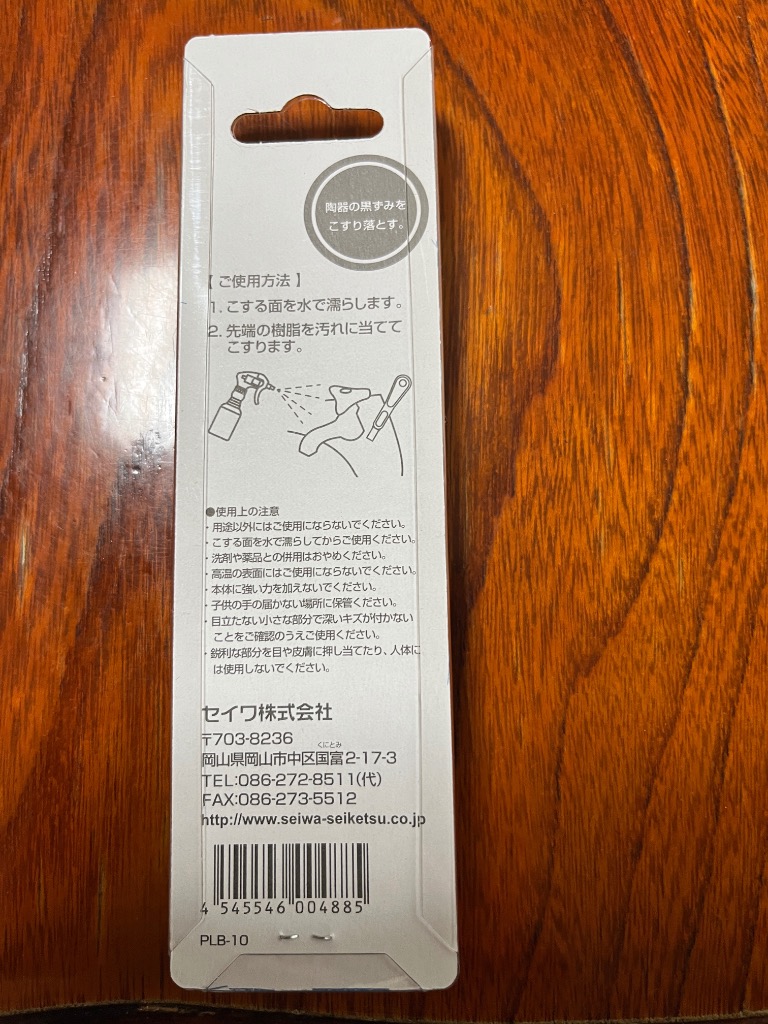 陶器の黒ずみを
こすり落とす。
【ご使用方法】
1. こする面を水で濡らします。
2. 先端の樹脂を汚れに当てて
こすります。
●使用上の注意
・用途以外にはご使用にならないでください。
・こする面を水で濡らしてからご使用ください。
・洗剤や薬品との併用はおやめください。
・高温の表面にはご使用にならないでください。
・本体に強い力を加えないでください。
・子供の手の届かない場所に保管ください。
・目立たない小さな部分で深いキズが付かない
ことをご確認のうえご使用ください。
・鋭利な部分を目や皮膚に押し当てたり、人体に
は使用しないでください。
セイワ株式会社
〒703-8236
くにとみ
岡山県岡山市中区国富2-17-3
TEL:086-272-8511(代)
FAX:086-273-5512
http://www.seiwa-seiketsu.co.jp
4 545546 004885
PLB-10